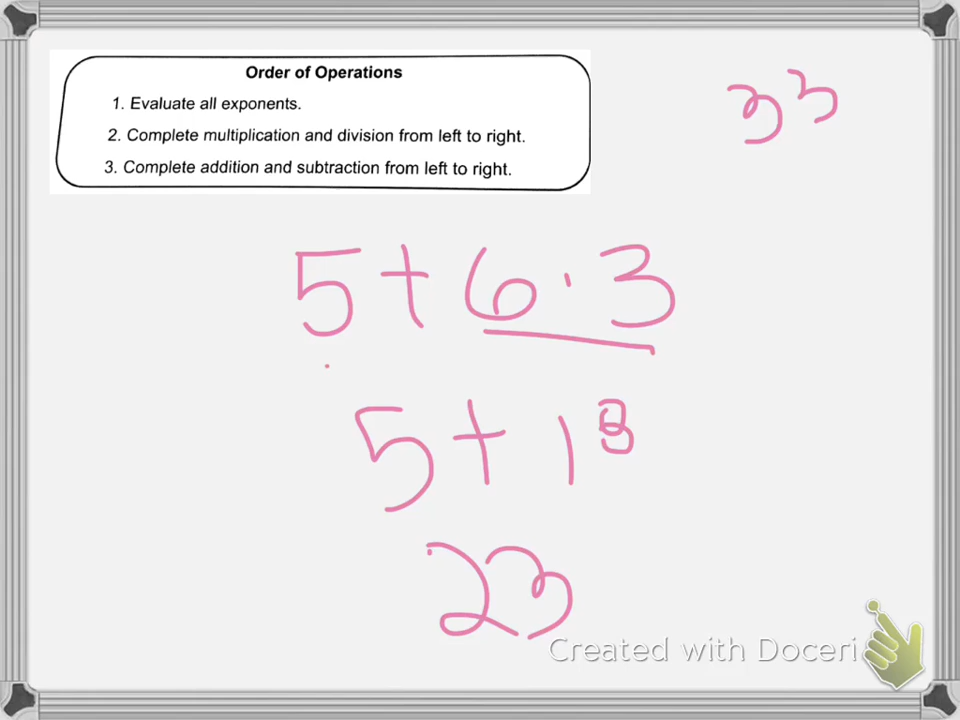 Order of Operations
1. Evaluate all exponents.
2. Complete multiplication and division from left to right.
3. Complete addition and subtraction from left to right.
33
5 + 6 · 3
5 + 18
23
Created with Doceri